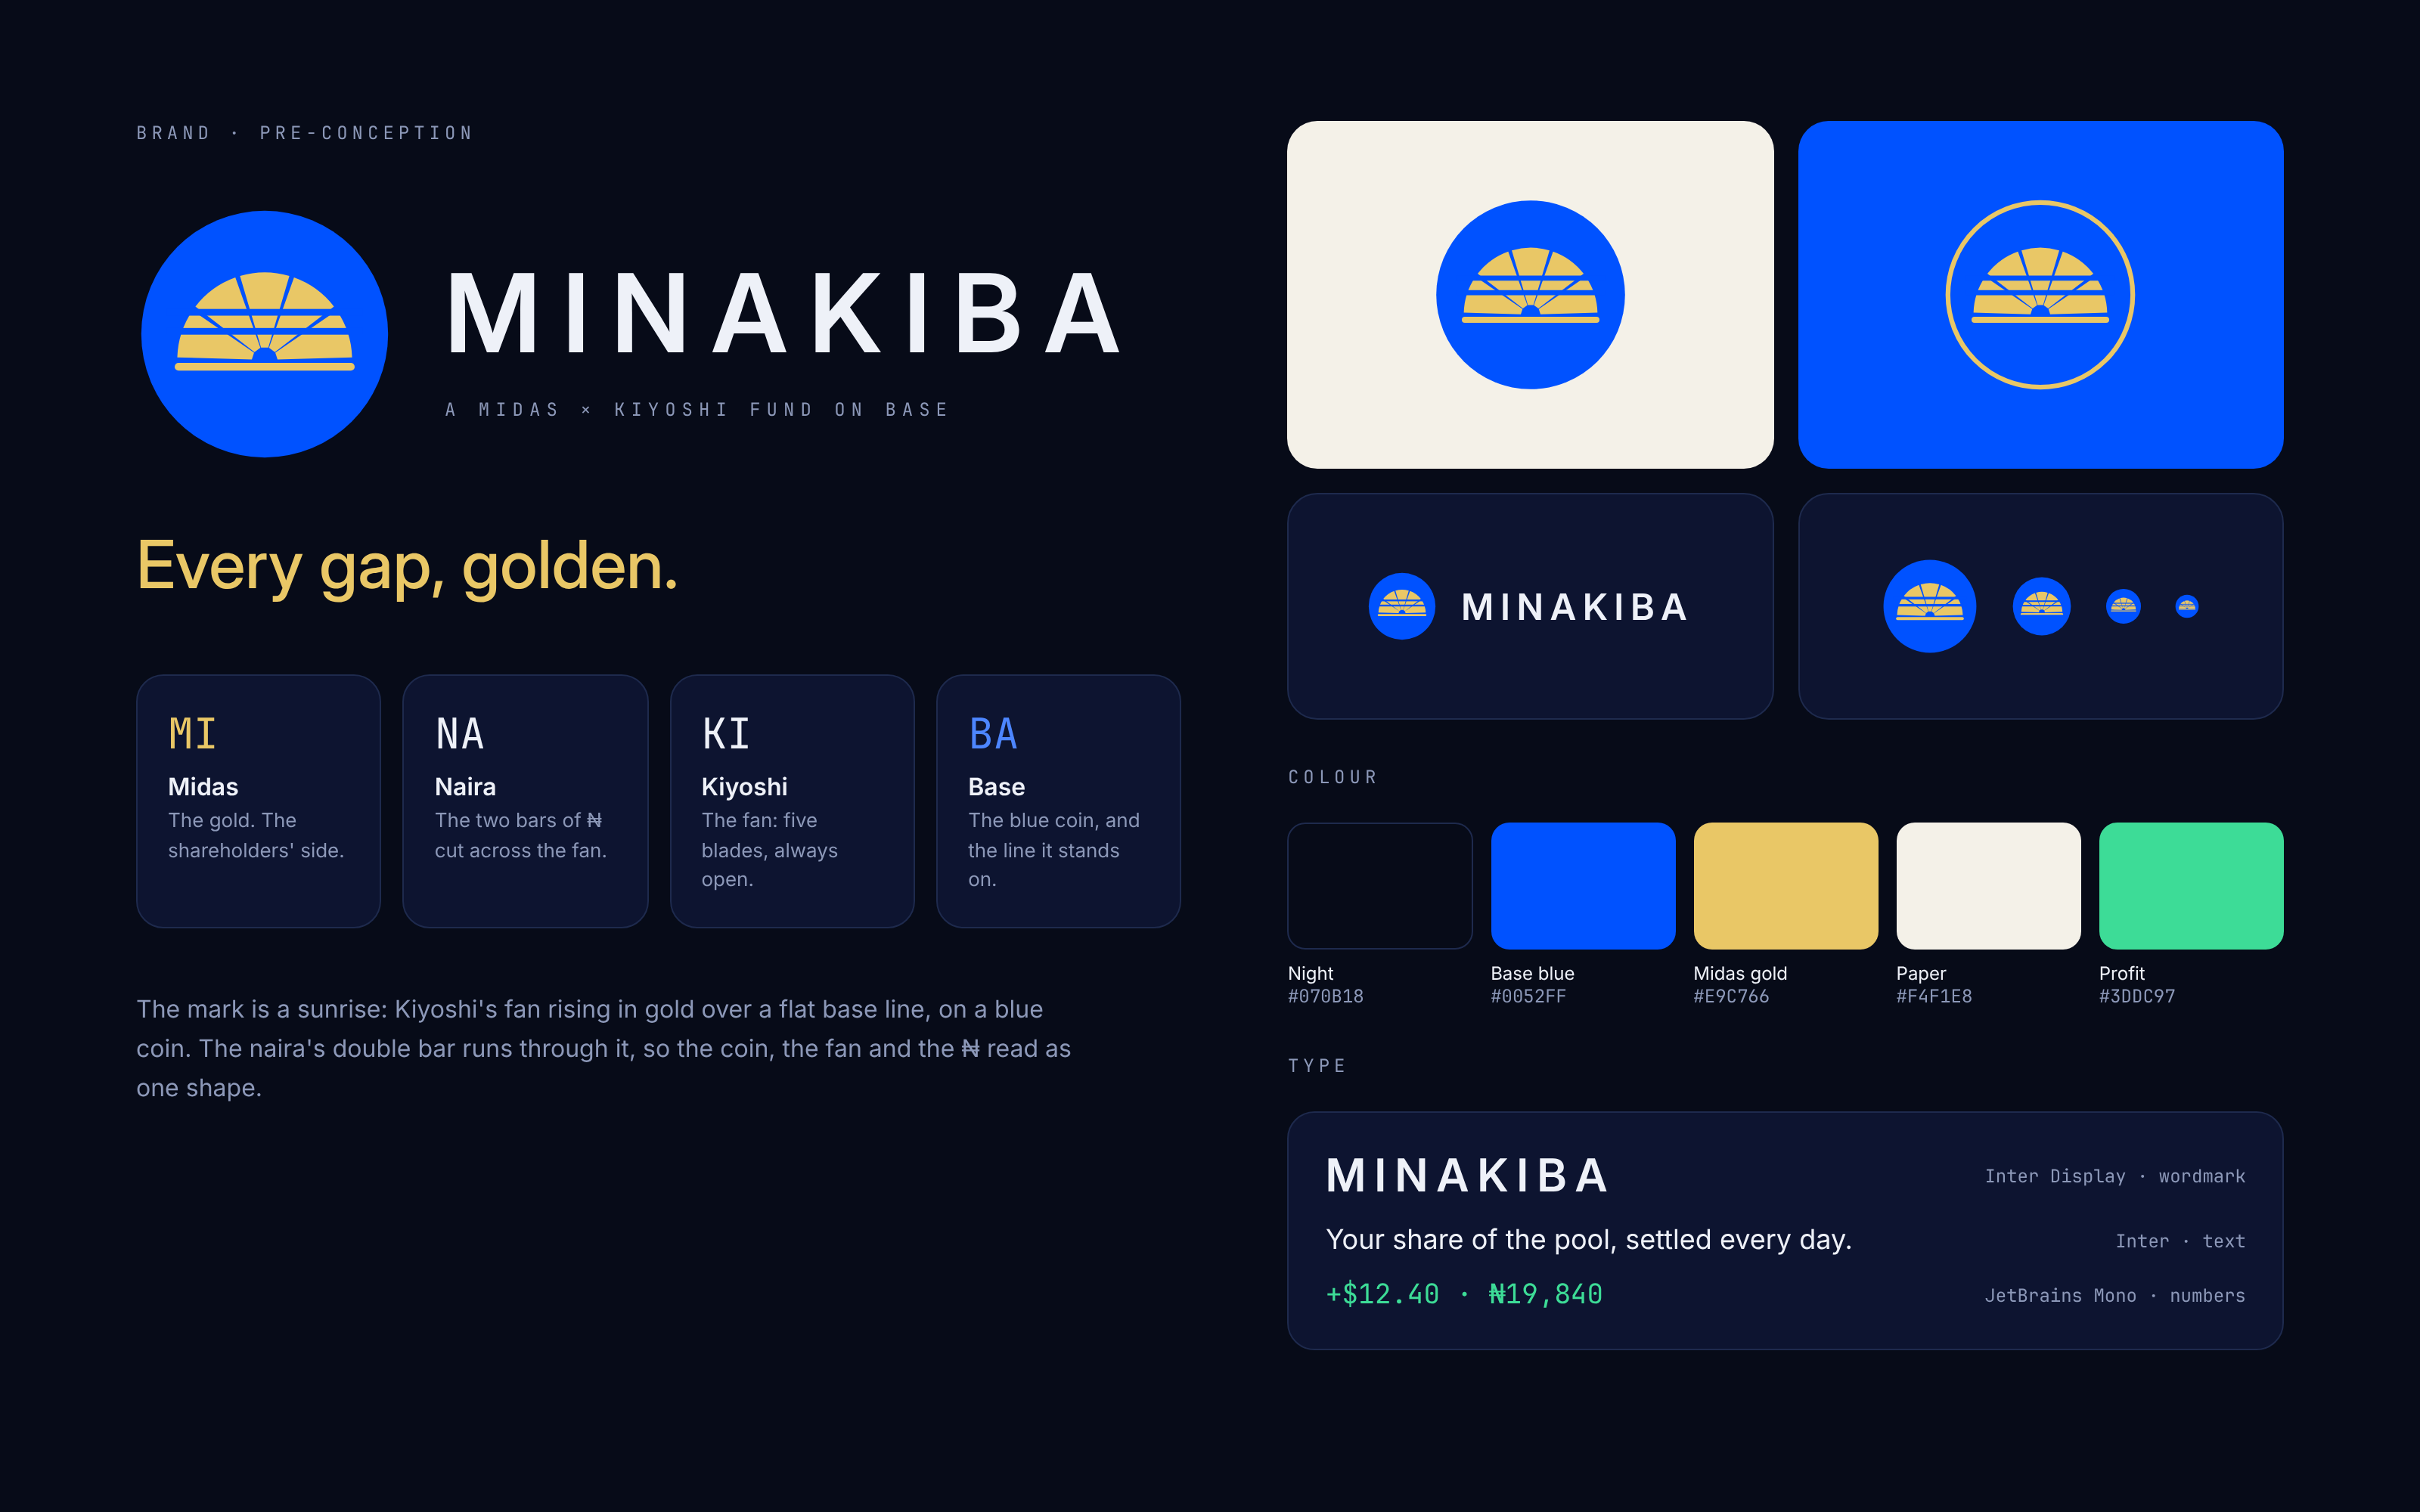 BRAND · PRE-CONCEPTION
MINAKIBA
A MIDAS × KIYOSHI FUND ON BASE
Every gap, golden.
MI
Midas
The gold. The
shareholders' side.
NA
Naira
The two bars of ₦
cut across the fan.
KI
Kiyoshi
The fan: five
blades, always
open.
BA
Base
The blue coin, and
the line it stands
on.
The mark is a sunrise: Kiyoshi's fan rising in gold over a flat base line, on a blue
coin. The naira's double bar runs through it, so the coin, the fan and the ₦ read as
one shape.
MINAKIBA
COLOUR
Night
#070B18
Base blue
#0052FF
Midas gold
#E9C766
Paper
#F4F1E8
Profit
#3DDC97
TYPE
MINAKIBA
Inter Display · wordmark
Your share of the pool, settled every day.
Inter · text
+$12.40 · ₦19,840
JetBrains Mono · numbers